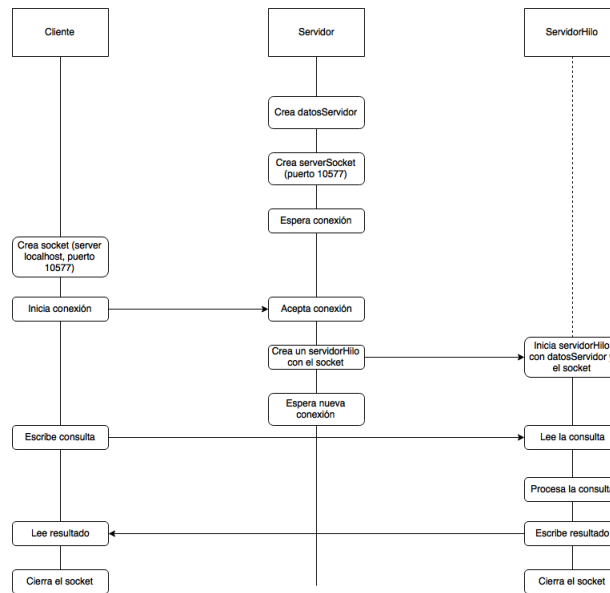 Cliente
Servidor
ServidorHilo
Crea datosServidor
Crea serverSocket
(puerto 10577)
Espera conexión
Crea socket (server
localhost, puerto
10577)
Inicia conexión
Acepta conexión
Crea un servidorHilo
con el socket
Inicia servidorHilo
con datosServidor y
el socket
Espera nueva
conexión
Escribe consulta
Lee la consulta
Procesa la consulta
Lee resultado
Escribe resultado
Cierra el socket
Cierra el socket